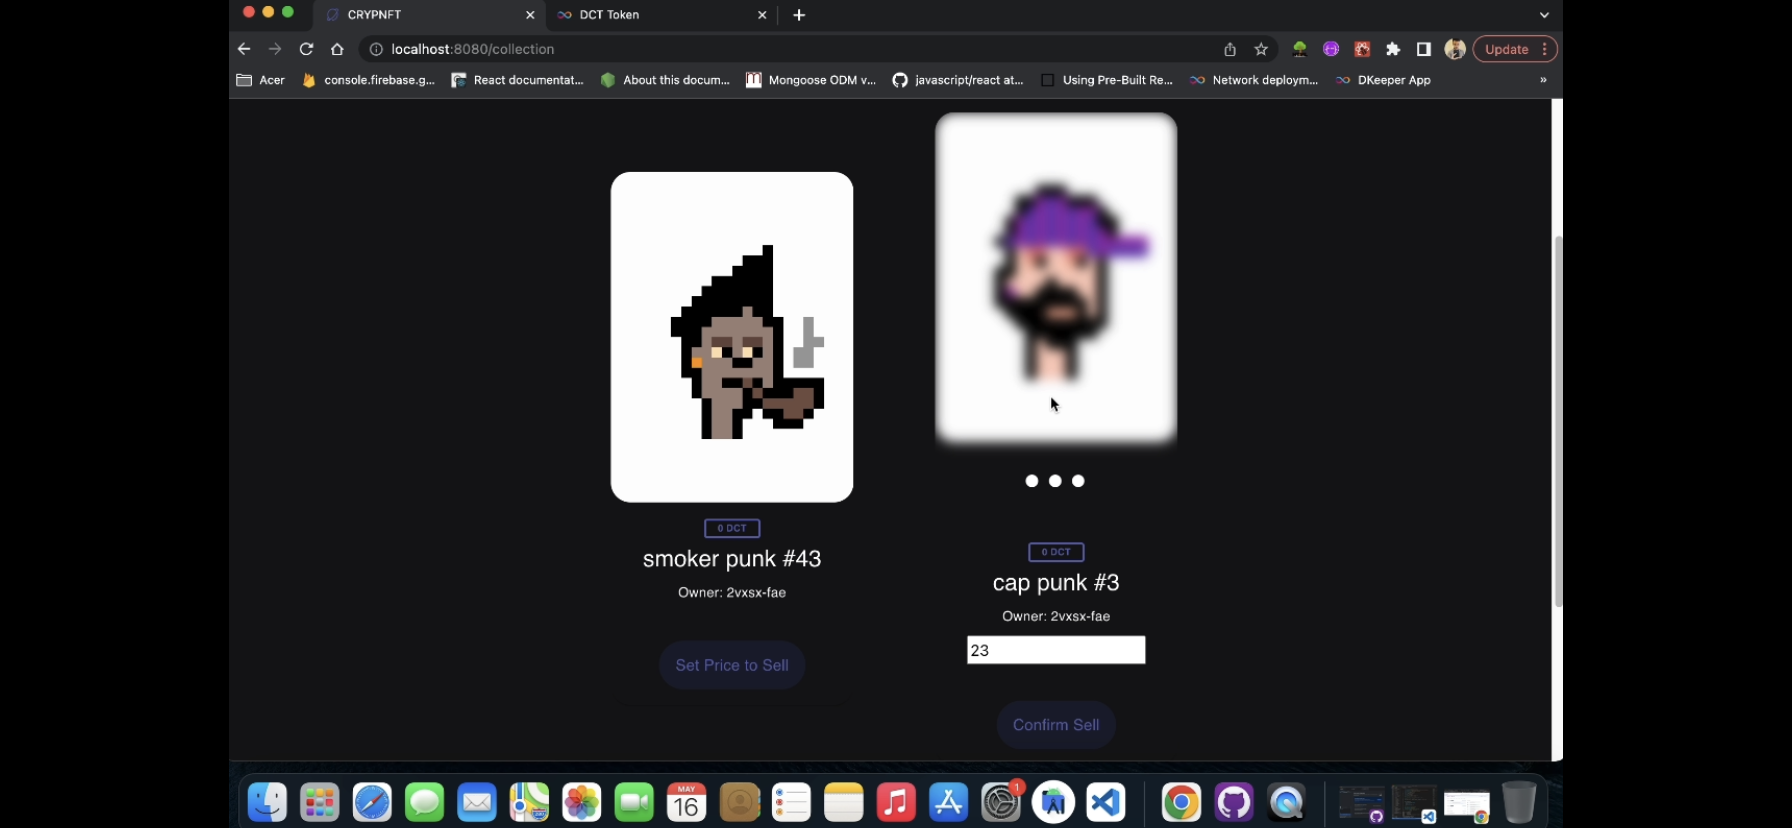 CRYPNFT
DCT Token
localhost:8080/collection
Update
Acer
console.firebase.g...
React documentat...
About this docum...
Mongoose ODM v...
javascript/react at...
Using Pre-Built Re...
Network deploym...
DKeeper App
»
0 DCT
smoker punk #43
Owner: 2vxsx-fae
Set Price to Sell
0 DCT
cap punk #3
Owner: 2vxsx-fae
23
Confirm Sell
MAY
16
1
AI